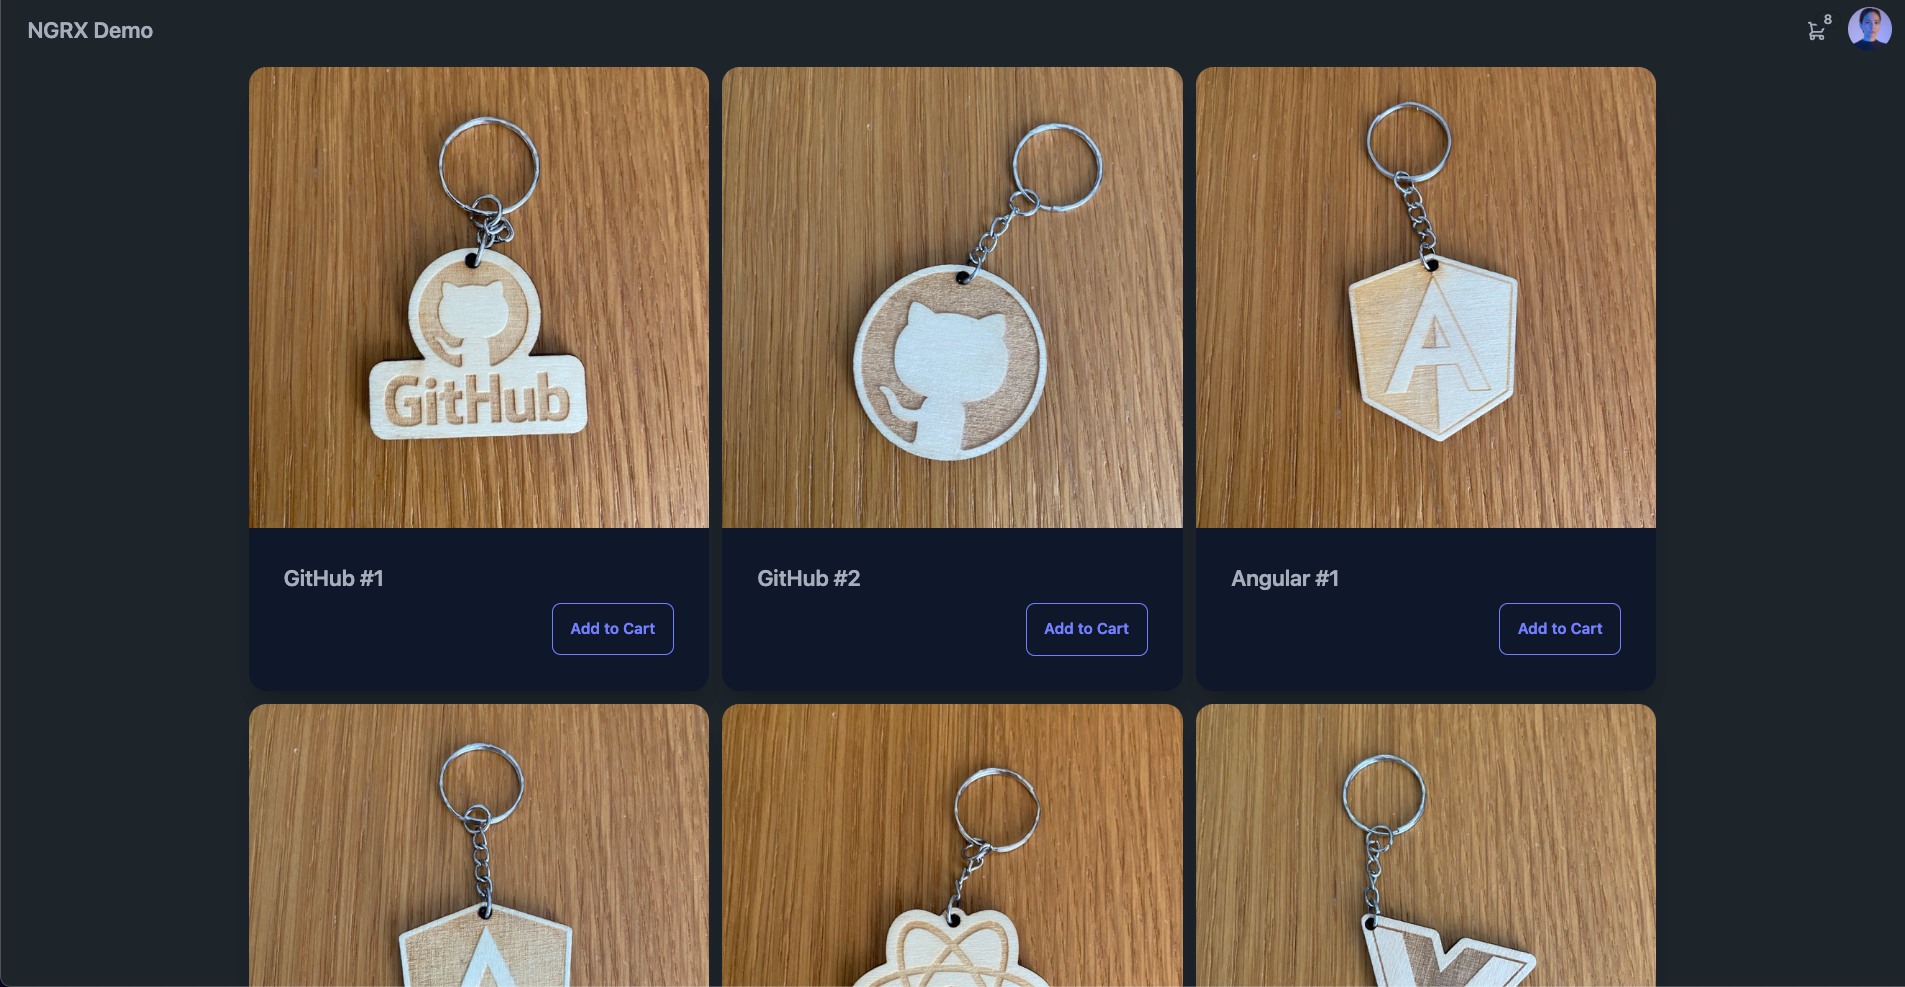 NGRX Demo
8
GitHub
GitHub #1
Add to Cart
GitHub #2
Add to Cart
A
Angular #1
Add to Cart